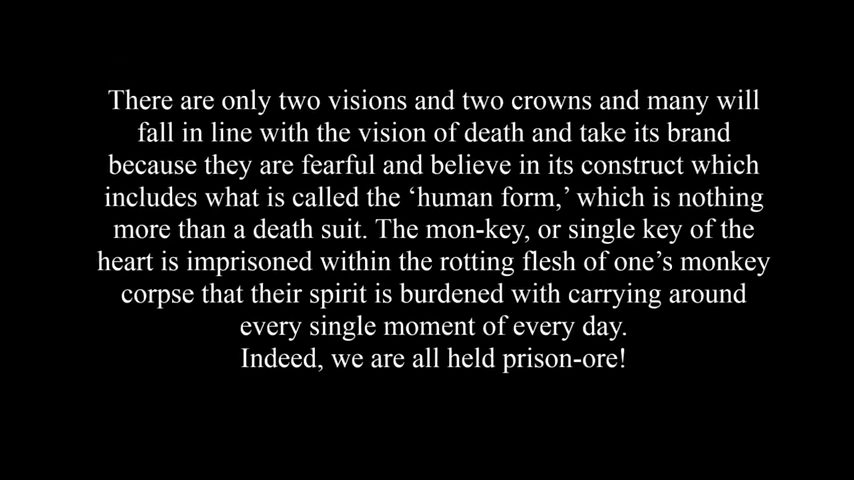 There are only two visions and two crowns and many will
fall in line with the vision of death and take its brand
because they are fearful and believe in its construct which
includes what is called the ‘human form,’ which is nothing
more than a death suit. The mon-key, or single key of the
heart is imprisoned within the rotting flesh of one’s monkey
corpse that their spirit is burdened with carrying around
every single moment of every day.
Indeed, we are all held prison-ore!